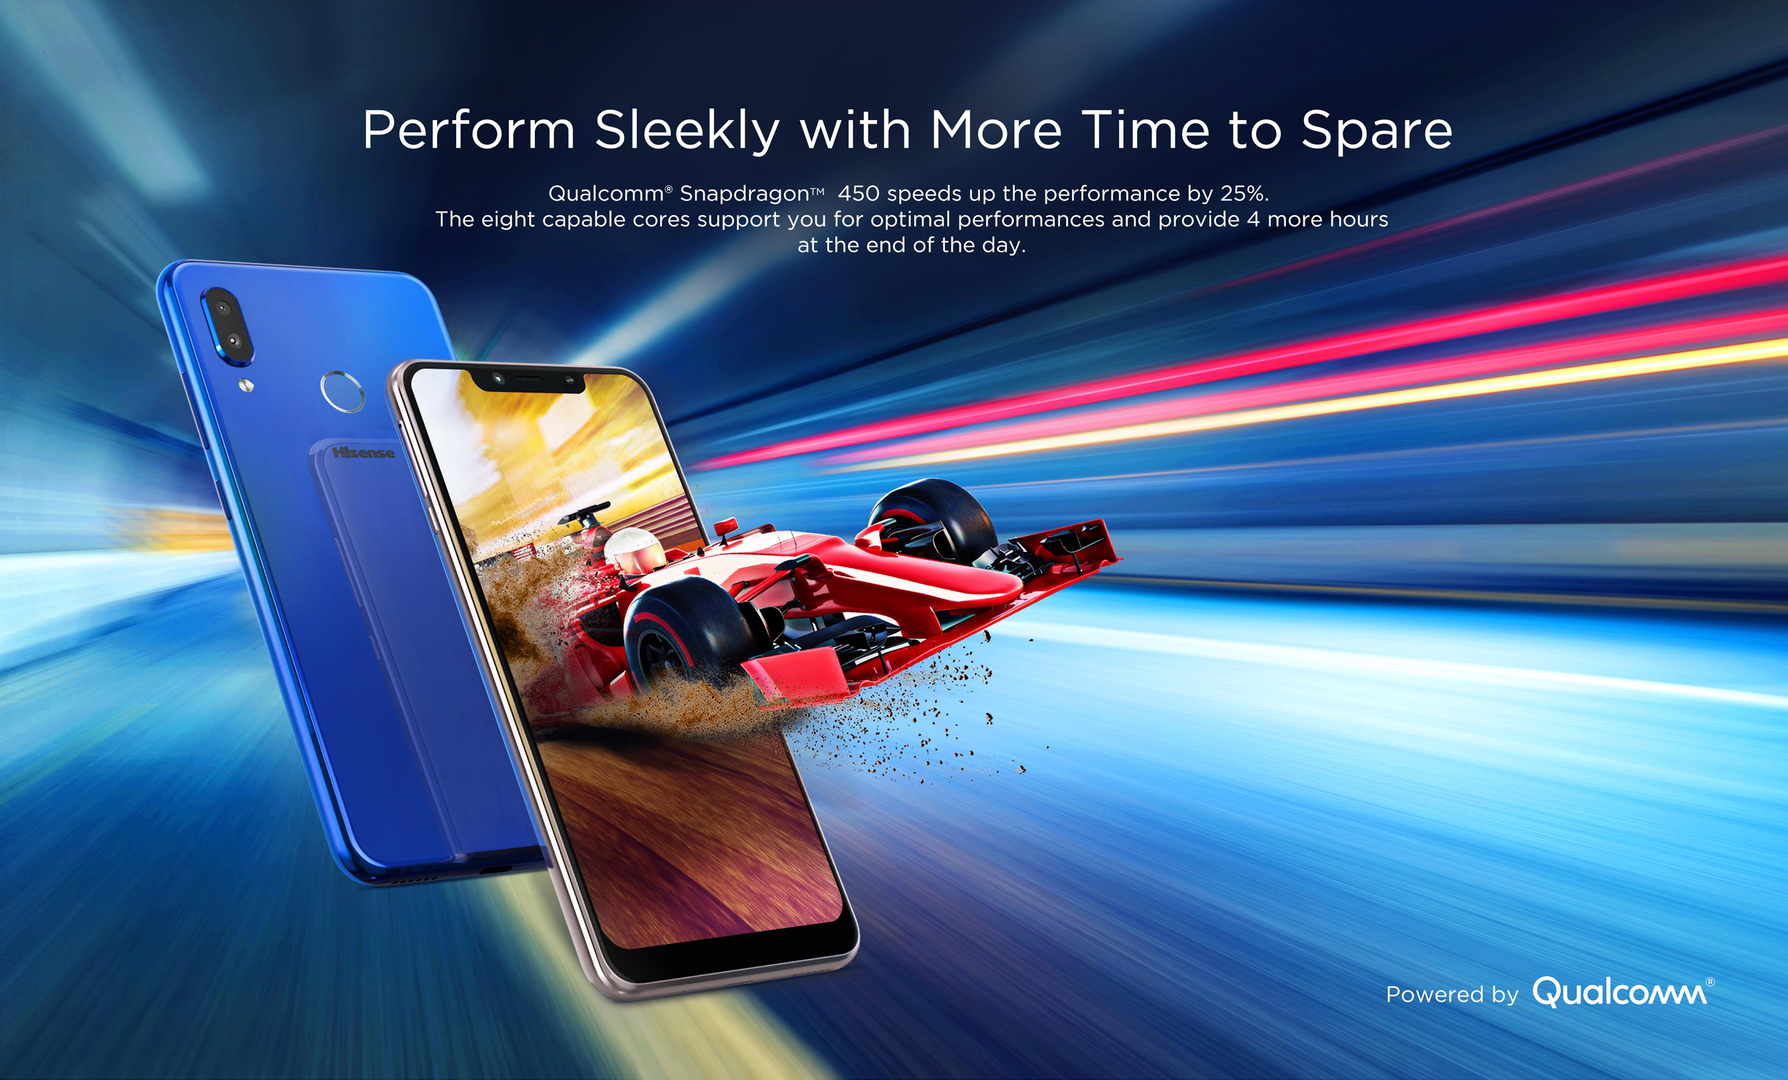 Perform Sleekly with More Time to Spare
Qualcomm® Snapdragon™ 450 speeds up the performance by 25%.
The eight capable cores support you for optimal performances and provide 4 more hours
at the end of the day.
Hisense
Powered by Qualcomm®